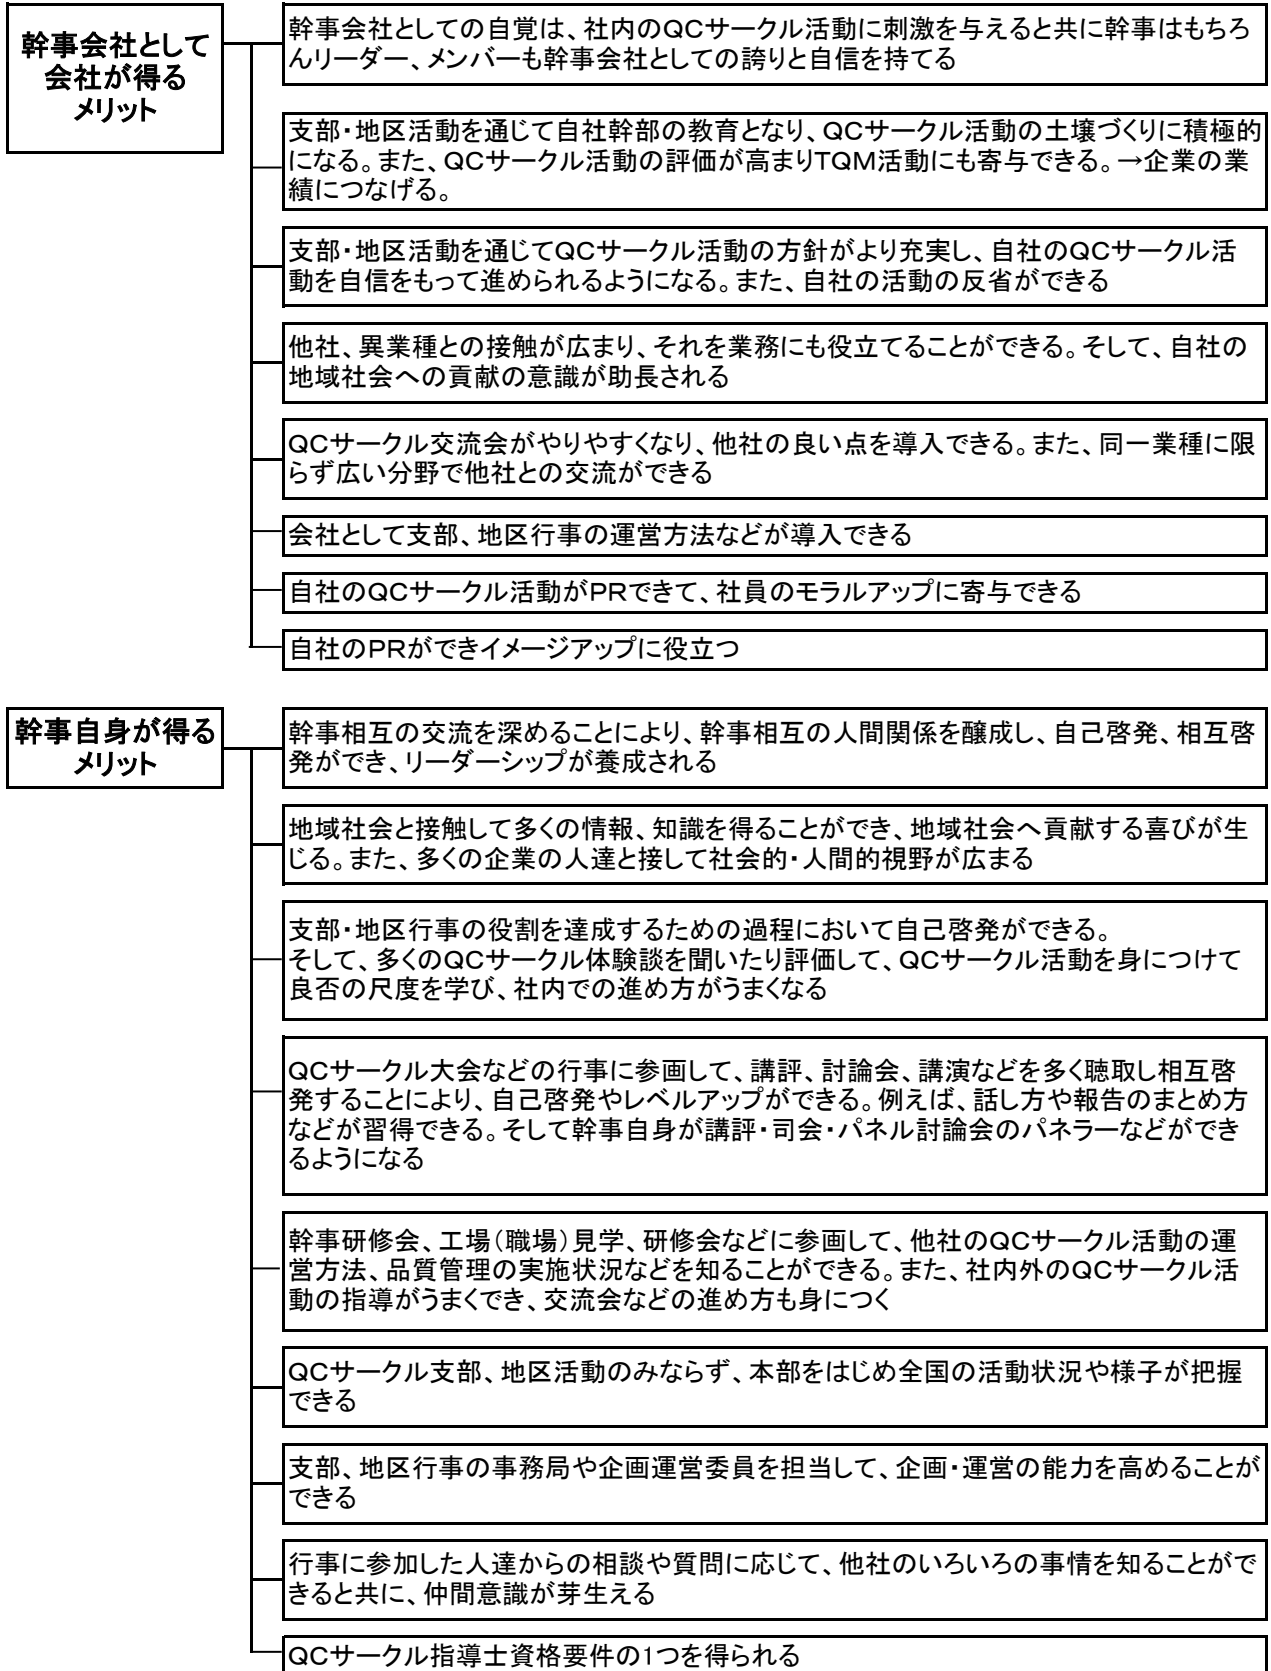 幹事会社として
会社が得る
メリット
幹事会社としての自覚は、社内のQCサークル活動に刺激を与えると共に幹事はもちろ
んリーダー、メンバーも幹事会社としての誇りと自信を持てる
支部・地区活動を通じて自社幹部の教育となり、QCサークル活動の土壌づくりに積極的
になる。また、QCサークル活動の評価が高まりTQM活動にも寄与できる。→企業の業
績につなげる。
支部・地区活動を通じてQCサークル活動の方針がより充実し、自社のQCサークル活
動を自信をもって進められるようになる。また、自社の活動の反省ができる
他社、異業種との接触が広まり、それを業務にも役立てることができる。そして、自社の
地域社会への貢献の意識が助長される
QCサークル交流会がやりやすくなり、他社の良い点を導入できる。また、同一業種に限
らず広い分野で他社との交流ができる
会社として支部、地区行事の運営方法などが導入できる
自社のQCサークル活動がPRできて、社員のモラルアップに寄与できる
自社のPRができイメージアップに役立つ
幹事自身が得る
メリット
幹事相互の交流を深めることにより、幹事相互の人間関係を醸成し、自己啓発、相互啓
発ができ、リーダーシップが養成される
地域社会と接触して多くの情報、知識を得ることができ、地域社会へ貢献する喜びが生
じる。また、多くの企業の人達と接して社会的・人間的視野が広まる
支部・地区行事の役割を達成するための過程において自己啓発ができる。
そして、多くのQCサークル体験談を聞いたり評価して、QCサークル活動を身につけて
良否の尺度を学び、社内での進め方がうまくなる
QCサークル大会などの行事に参画して、講評、討論会、講演などを多く聴取し相互啓
発することにより、自己啓発やレベルアップができる。例えば、話し方や報告のまとめ方
などが習得できる。そして幹事自身が講評・司会・パネル討論会のパネラーなどができ
るようになる
幹事研修会、工場(職場)見学、研修会などに参画して、他社のQCサークル活動の運
営方法、品質管理の実施状況などを知ることができる。また、社内外のQCサークル活
動の指導がうまくでき、交流会などの進め方も身につく
QCサークル支部、地区活動のみならず、本部をはじめ全国の活動状況や様子が把握
できる
支部、地区行事の事務局や企画運営委員を担当して、企画・運営の能力を高めることが
できる
行事に参加した人達からの相談や質問に応じて、他社のいろいろの事情を知ることがで
きると共に、仲間意識が芽生える
QCサークル指導士資格要件の1つを得られる